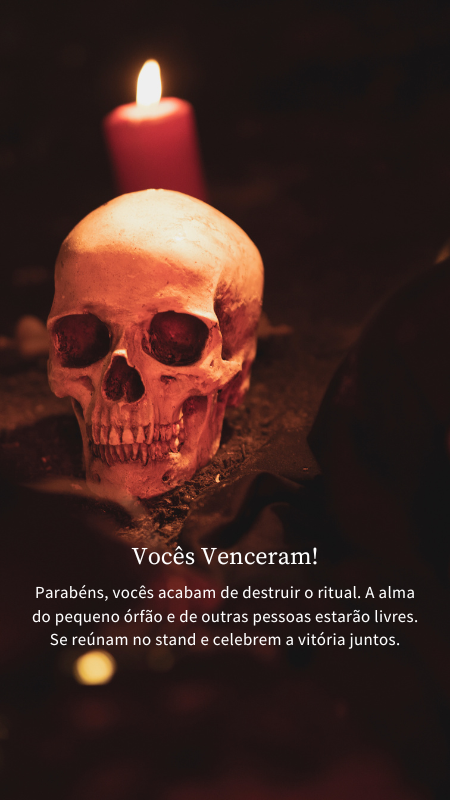 Vocês Venceram!
Parabéns, vocês acabam de destruir o ritual. A alma
do pequeno órfão e de outras pessoas estarão livres.
Se reúnam no stand e celebrem a vitória juntos.